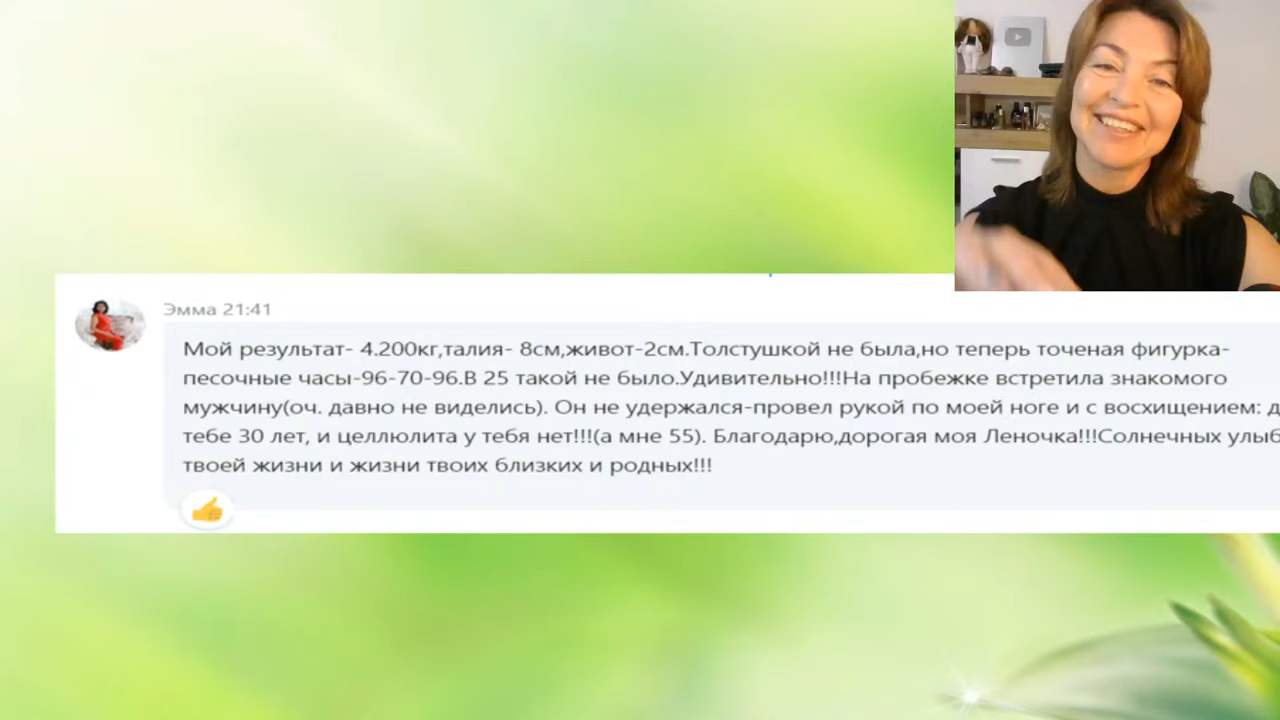 Эмма 21:41
Мой результат- 4.200кг,талия- 8см,живот-2см.Толстушкой не была,но теперь точеная фигурка-
песочные часы-96-70-96.В 25 такой не было.Удивительно!!!На пробежке встретила знакомого
мужчину(оч. давно не виделись). Он не удержался-провел рукой по моей ноге и с восхищением:
тебе 30 лет, и целлюлита у тебя нет!!!(а мне 55). Благодарю,дорогая моя Леночка!!!Солнечных
твоей жизни и жизни твоих близких и родных!!!